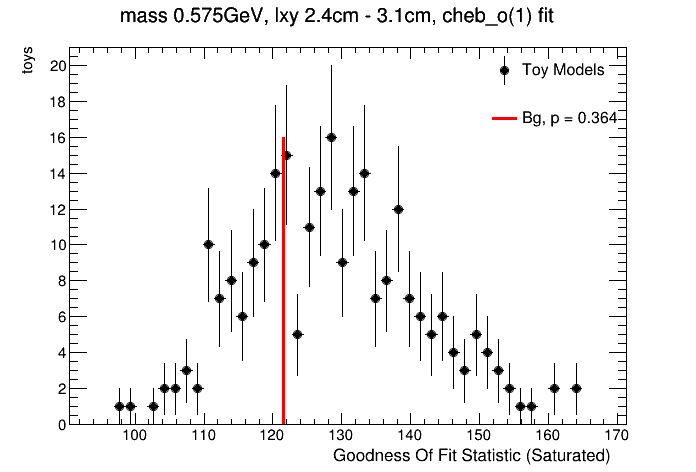 mass 0.575GeV, lxy 2.4cm - 3.1cm, cheb_o(1) fit
toys
20
18
16
14
12
10
8
6
4
2
0
Toy Models
Bg, p = 0.364
100 110 120 130 140 150 160 170
Goodness Of Fit Statistic (Saturated)